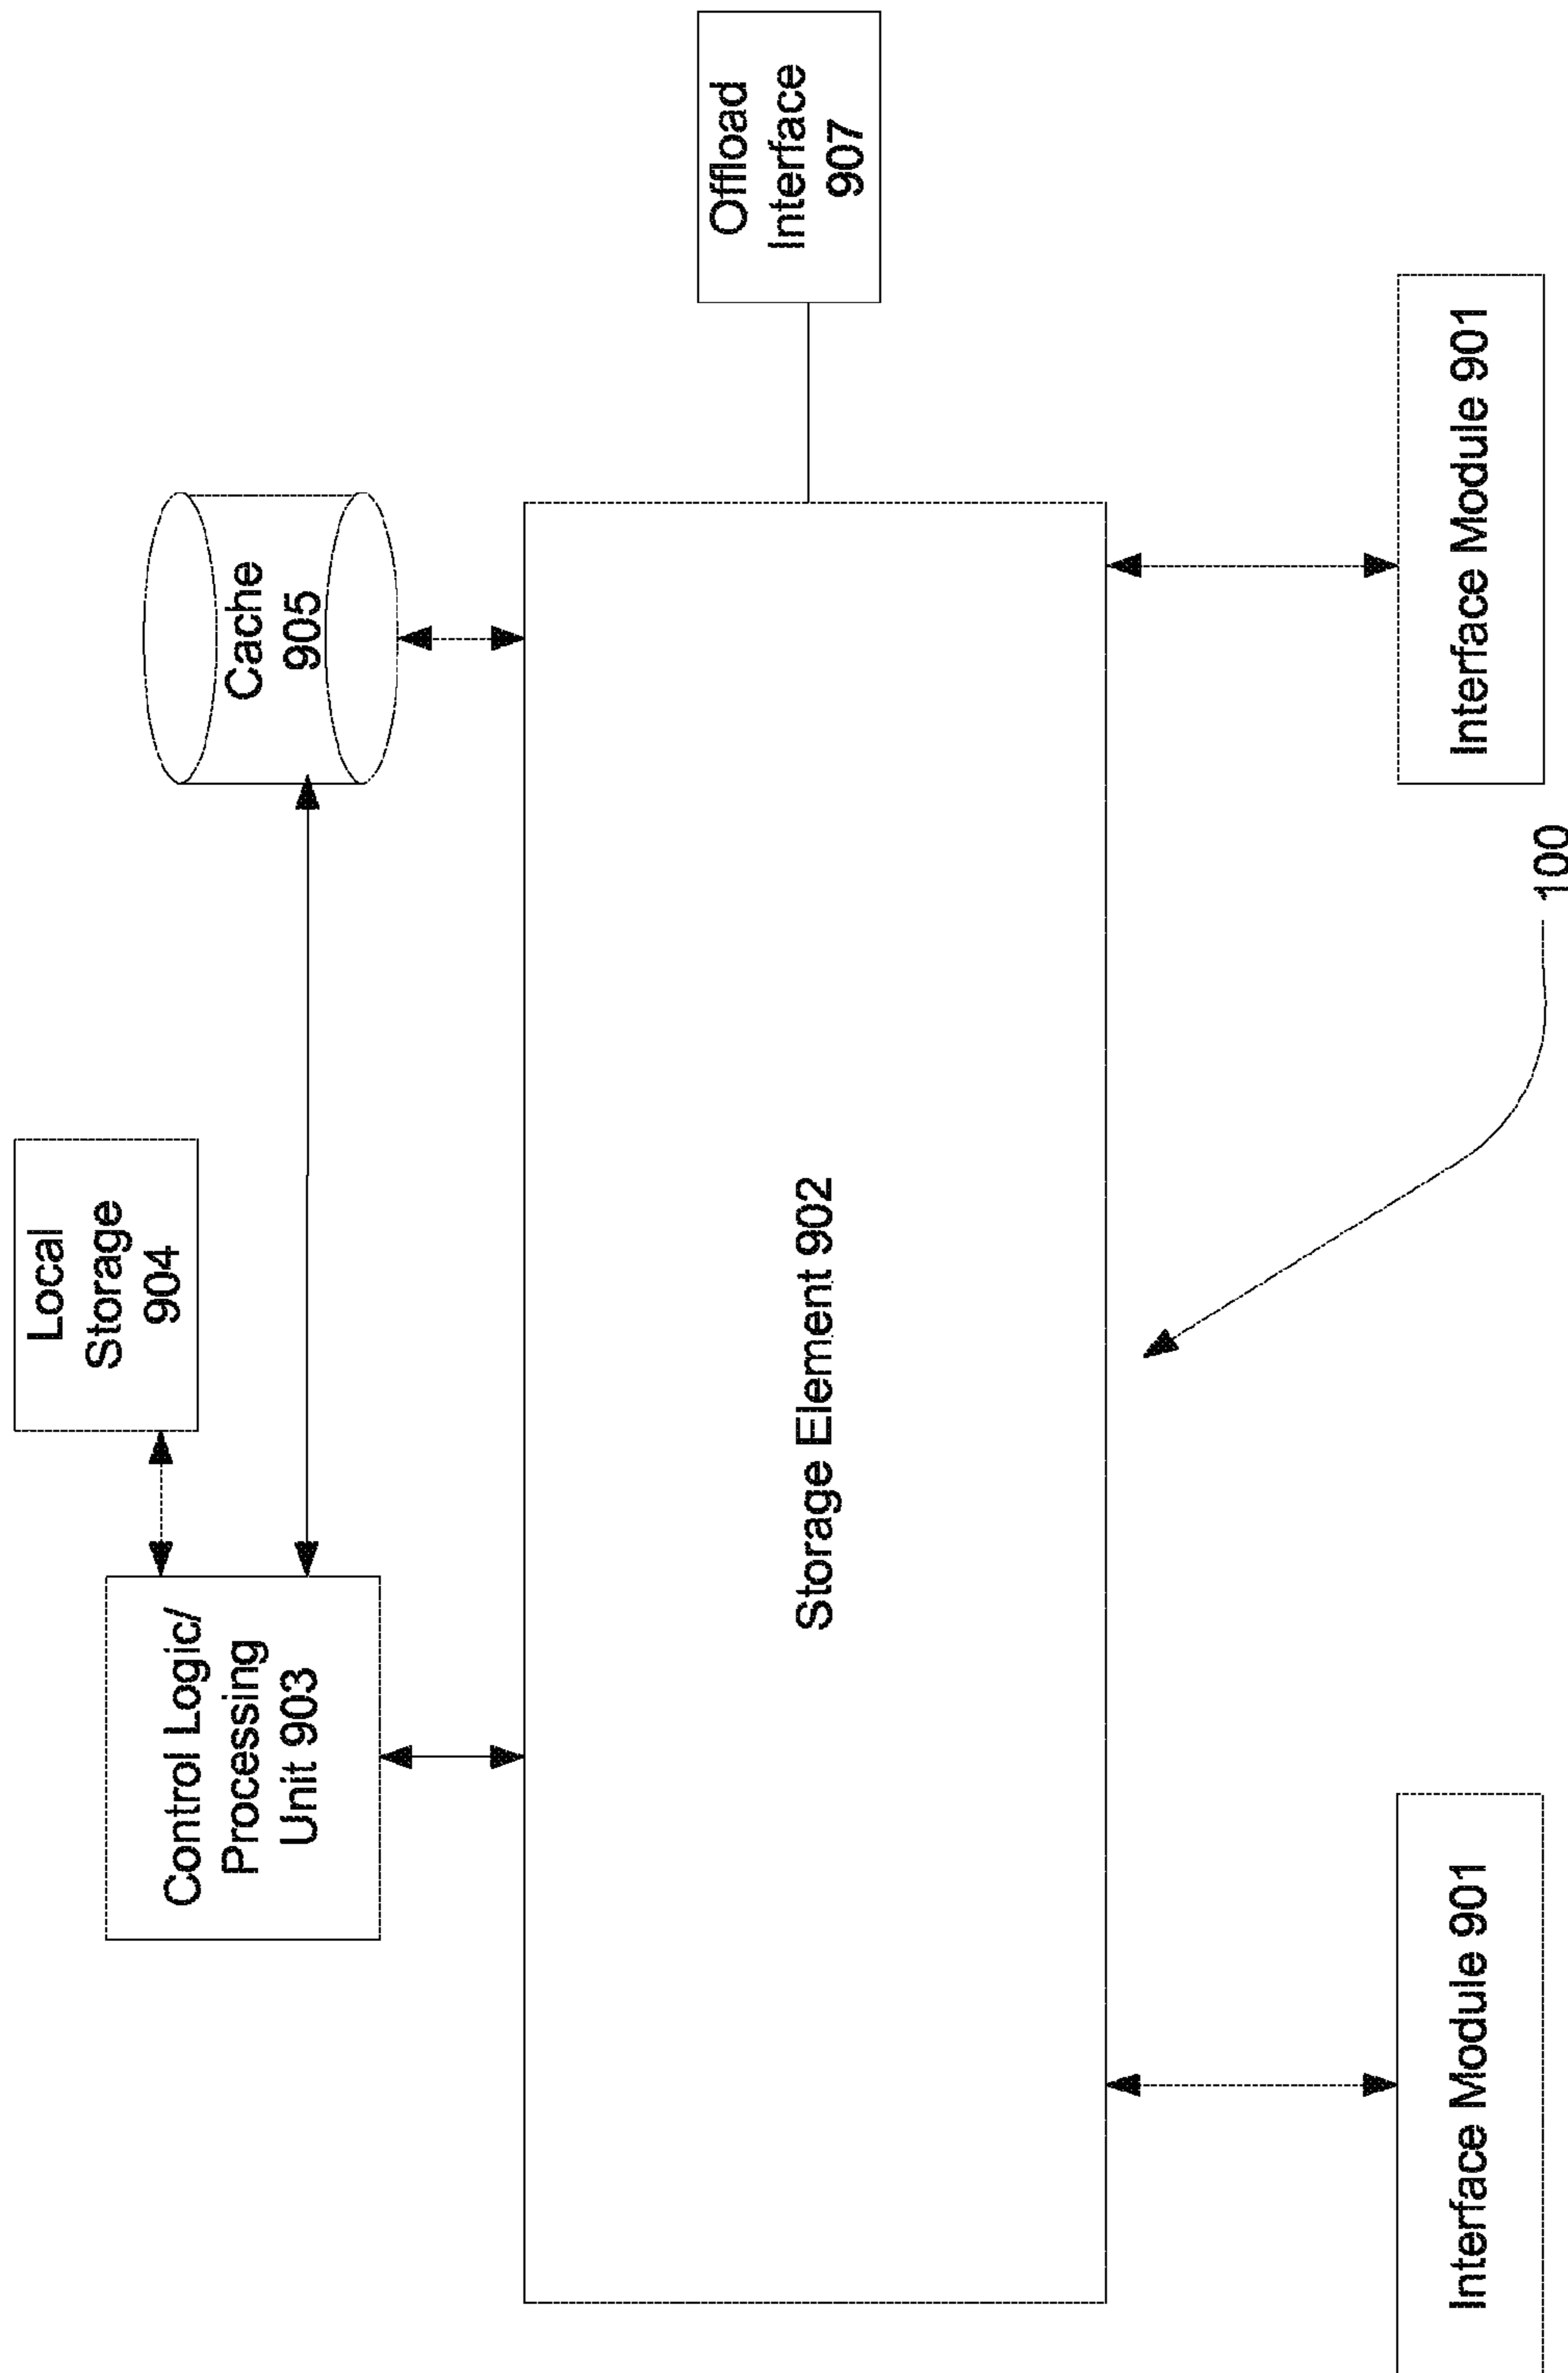 Local
Storage
904
Control Logic/
Processing
Unit 903
Cache
905
Offload
Interface
907
Storage Element 902
Interface Module 901
100
Interface Module 901